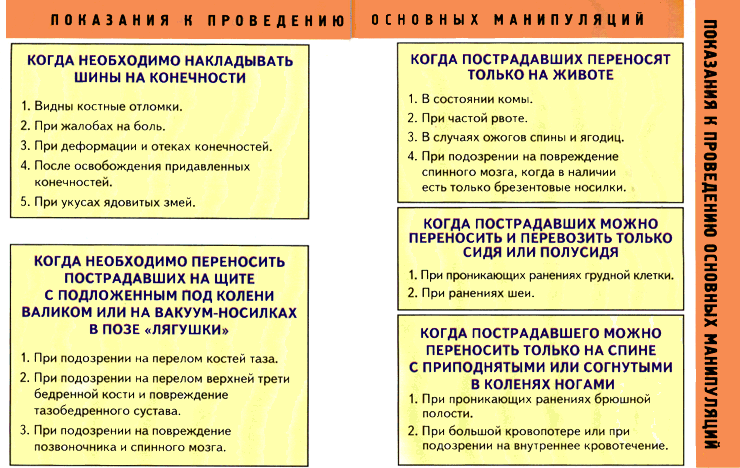 ПОКАЗАНИЯ К ПРОВЕДЕНИЮ ОСНОВНЫХ МАНИПУЛЯЦИЙ
КОГДА НЕОБХОДИМО НАКЛАДЫВАТЬ
ШИНЫ НА КОНЕЧНОСТИ
1. Видны костные отломки.
2. При жалобах на боль.
3. При деформации и отеках конечностей.
4. После освобождения придавленных
конечностей.
5. При укусах ядовитых змей.
КОГДА НЕОБХОДИМО ПЕРЕНОСИТЬ
ПОСТРАДАВШИХ НА ЩИТЕ
С ПОДЛОЖЕННЫМ ПОД КОЛЕНИ
ВАЛИКОМ ИЛИ НА ВАКУУМ-НОСИЛКАХ
В ПОЗЕ «ЛЯГУШКИ»
1. При подозрении на перелом костей таза.
2. При подозрении на перелом верхней трети
бедренной кости и повреждение
тазобедренного сустава.
3. При подозрении на повреждение
позвоночника и спинного мозга.
КОГДА ПОСТРАДАВШИХ ПЕРЕНОСЯТ
ТОЛЬКО НА ЖИВОТЕ
1. В состоянии комы.
2. При частой рвоте.
3. В случаях ожогов спины и ягодиц.
4. При подозрении на повреждение
спинного мозга, когда в наличии
есть только брезентовые носилки.
КОГДА ПОСТРАДАВШИХ МОЖНО
ПЕРЕНОСИТЬ И ПЕРЕВОЗИТЬ ТОЛЬКО
СИДЯ ИЛИ ПОЛУСИДЯ
1. При проникающих ранениях грудной клетки.
2. При ранениях шеи.
КОГДА ПОСТРАДАВШЕГО МОЖНО
ПЕРЕНОСИТЬ ТОЛЬКО НА СПИНЕ
С ПРИПОДНЯТЫМИ ИЛИ СОГНУТЫМИ
В КОЛЕНЯХ НОГАМИ
1. При проникающих ранениях брюшной
полости.
2. При большой кровопотере или при
подозрении на внутреннее кровотечение.
ПОКАЗАНИЯ К ПРОВЕДЕНИЮ ОСНОВНЫХ МАНИПУЛЯЦИЙ